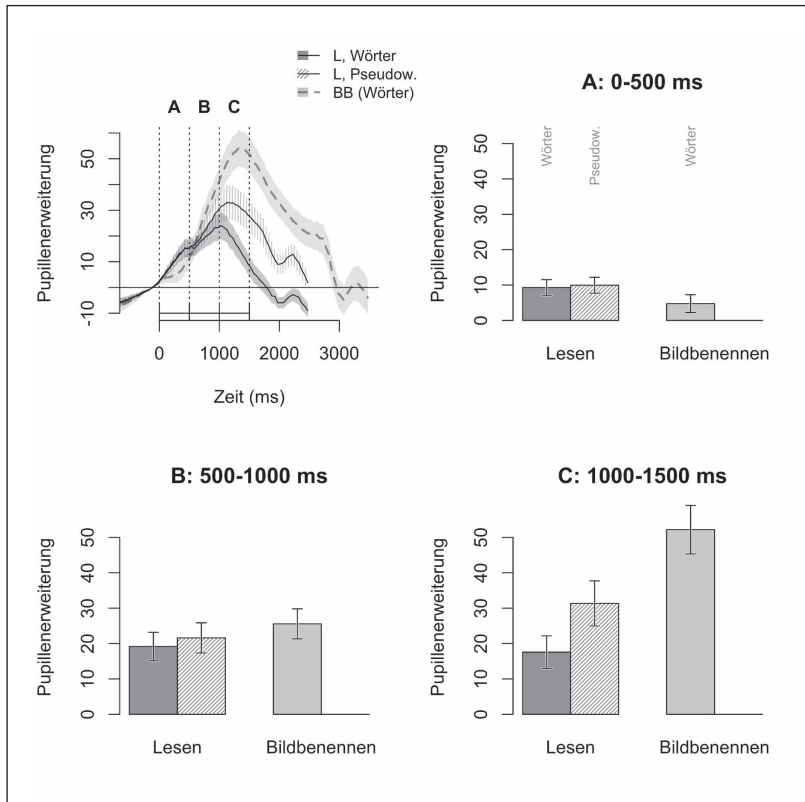 L, Wörter
L, Pseudow.
BB (Wörter)
A B C
Pupillenerweiterung
-10 10 30 50
0 1000 2000 3000
Zeit (ms)
A: 0-500 ms
Pupillenerweiterung
0 10 20 30 40 50
Wörter
Pseudow.
Wörter
Lesen Bildbenennen
B: 500-1000 ms
Pupillenerweiterung
0 10 20 30 40 50
Lesen Bildbenennen
C: 1000-1500 ms
Pupillenerweiterung
0 10 20 30 40 50
Lesen Bildbenennen